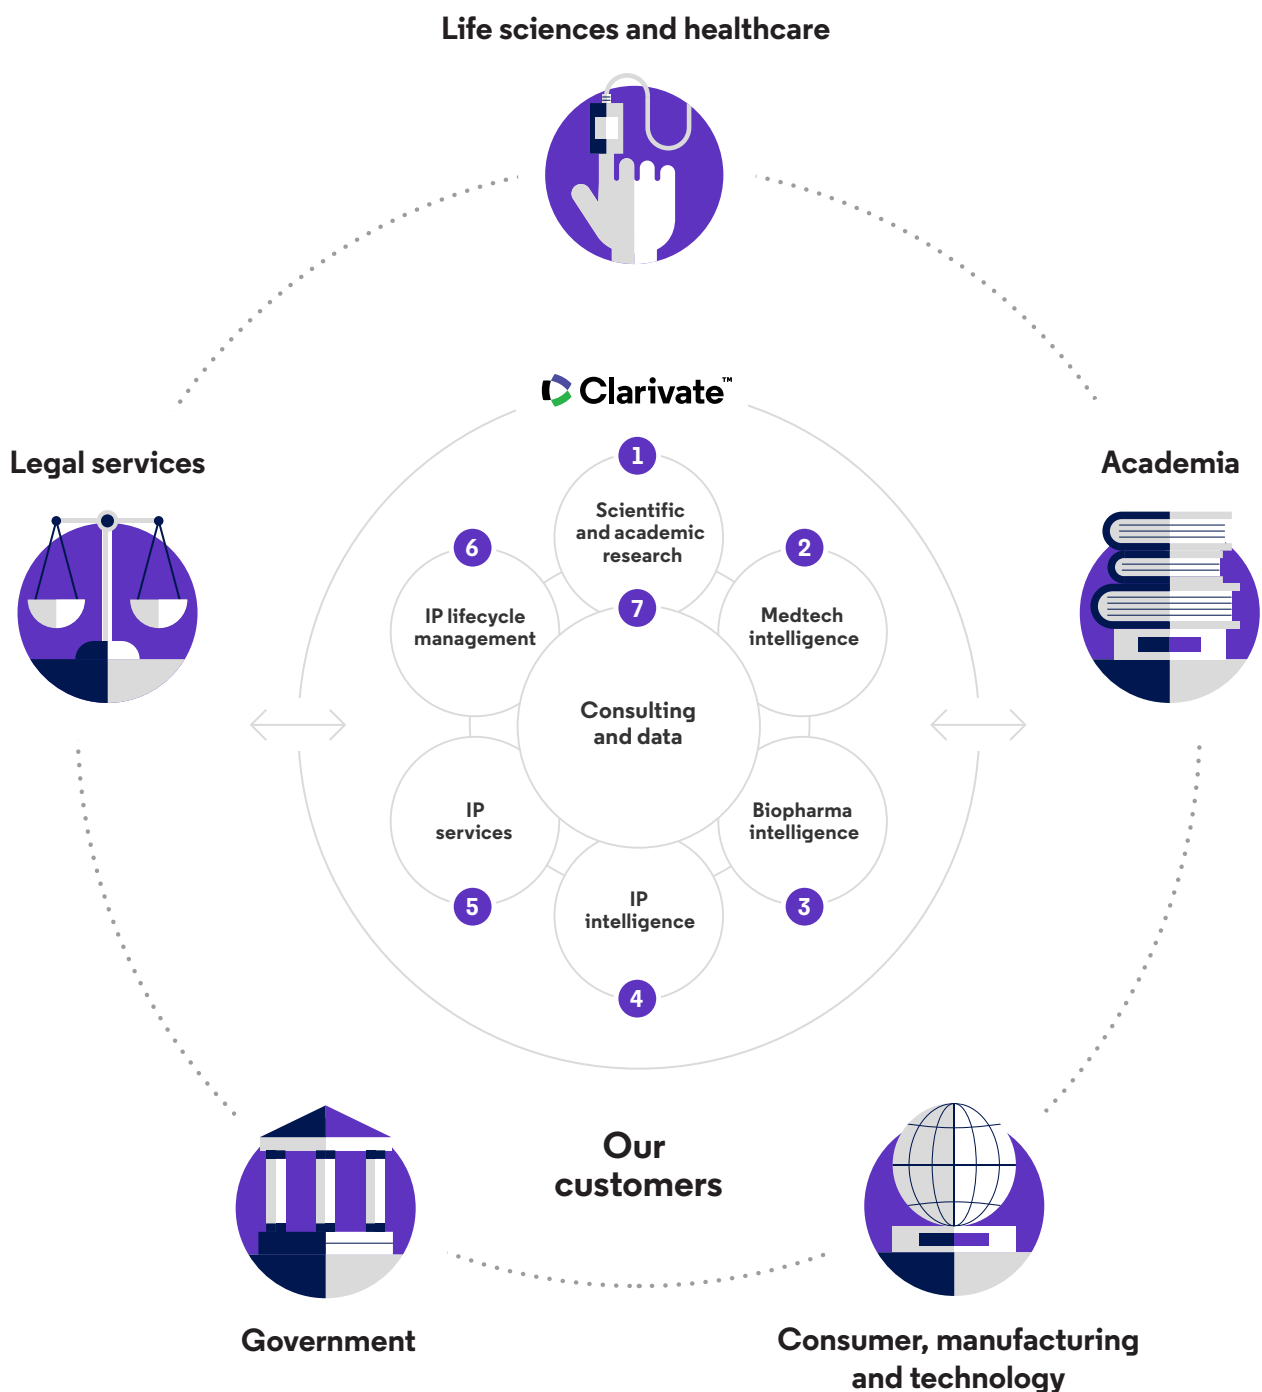 Life sciences and healthcare
Clarivate™
Legal services
Academia
1
Scientific
and academic
research
6
IP lifecycle
management
2
Medtech
intelligence
7
Consulting
and data
IP
services
5
Biopharma
intelligence
3
IP
intelligence
4
Our
customers
Government
Consumer, manufacturing
and technology